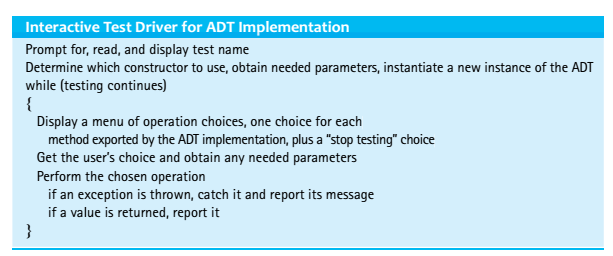 Interactive Test Driver for ADT Implementation
Prompt for, read, and display test name
Determine which constructor to use, obtain needed parameters, instantiate a new instance of the ADT
while (testing continues)
{
Display a menu of operation choices, one choice for each
method exported by the ADT implementation, plus a “stop testing” choice
Get the user’s choice and obtain any needed parameters
Perform the chosen operation
if an exception is thrown, catch it and report its message
if a value is returned, report it
}